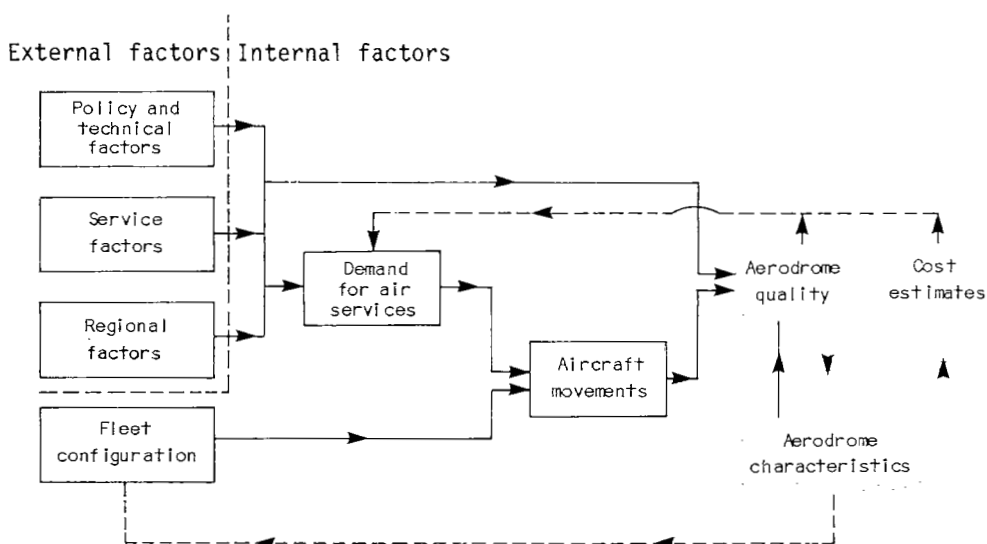 External factors Internal factors
Policy and
technical
factors
Service
factors
Regional
factors
Fleet
configuration
Demand
for air
services
Aircraft
movements
Aerodrome
quality
Cost
estimates
Aerodrome
characteristics